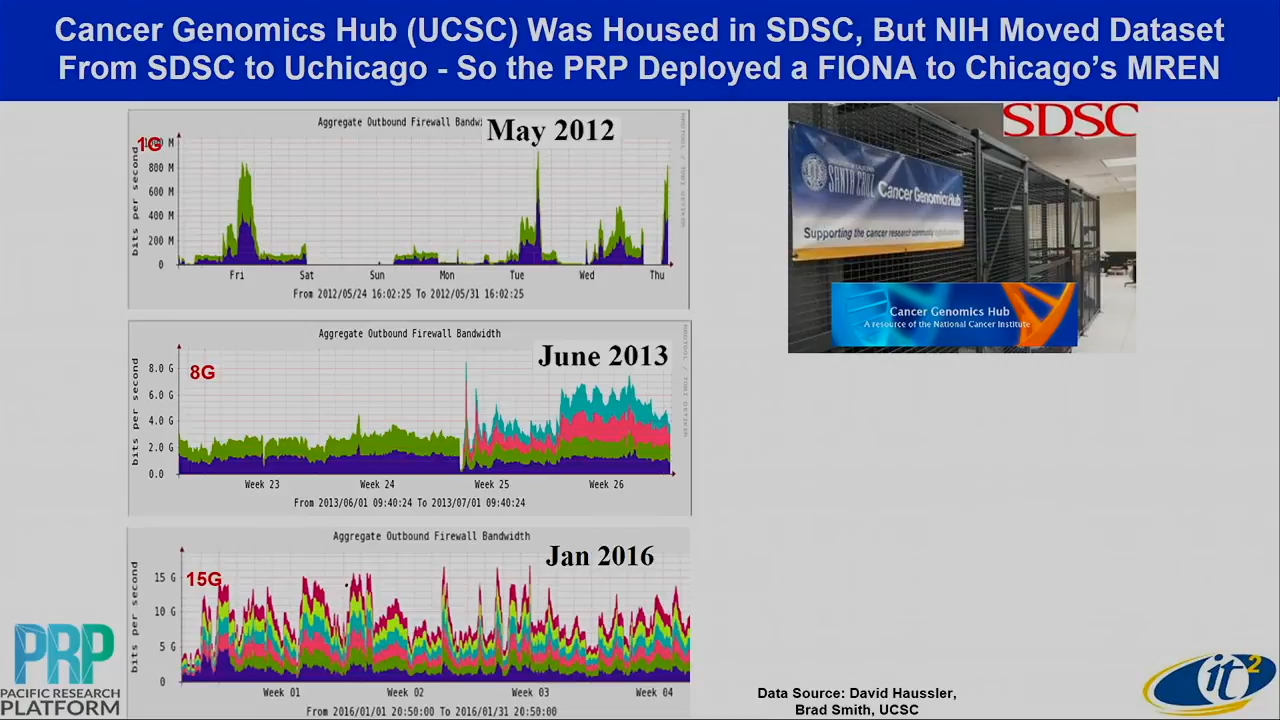 Cancer Genomics Hub (UCSC) Was Housed in SDSC, But NIH Moved Dataset
From SDSC to Uchicago - So the PRP Deployed a FIONA to Chicago's MREN
Aggregate Outbound Firewall
May 2012
1G
800 M
600 M
400 M
200 M
0
bits per second
Fri Sat Sun Mon Tue Wed Thu
From 2012/05/24 16:02:25 To 2012/05/31 16:02:25
SDSC
SANTA CRUZ
Cancer Genomics Hub
Supporting the cancer research community
Cancer Genomics Hub
A resource of the National Cancer Institute
Aggregate Outbound Firewall Bandwidth
June 2013
8G
8.0 G
6.0 G
4.0 G
2.0 G
0.0
bits per second
Week 23 Week 24 Week 25 Week 26
From 2013/06/01 09:40:24 To 2013/07/01 09:40:24
Aggregate Outbound Firewall Bandwidth
Jan 2016
15G
15 G
10 G
5 G
0
bits per second
Week 01 Week 02 Week 03 Week 04
From 2016/01/01 20:50:00 To 2016/01/31 20:50:00
PRP
PACIFIC RESEARCH
PLATFORM
Data Source: David Haussler,
Brad Smith, UCSC
it2